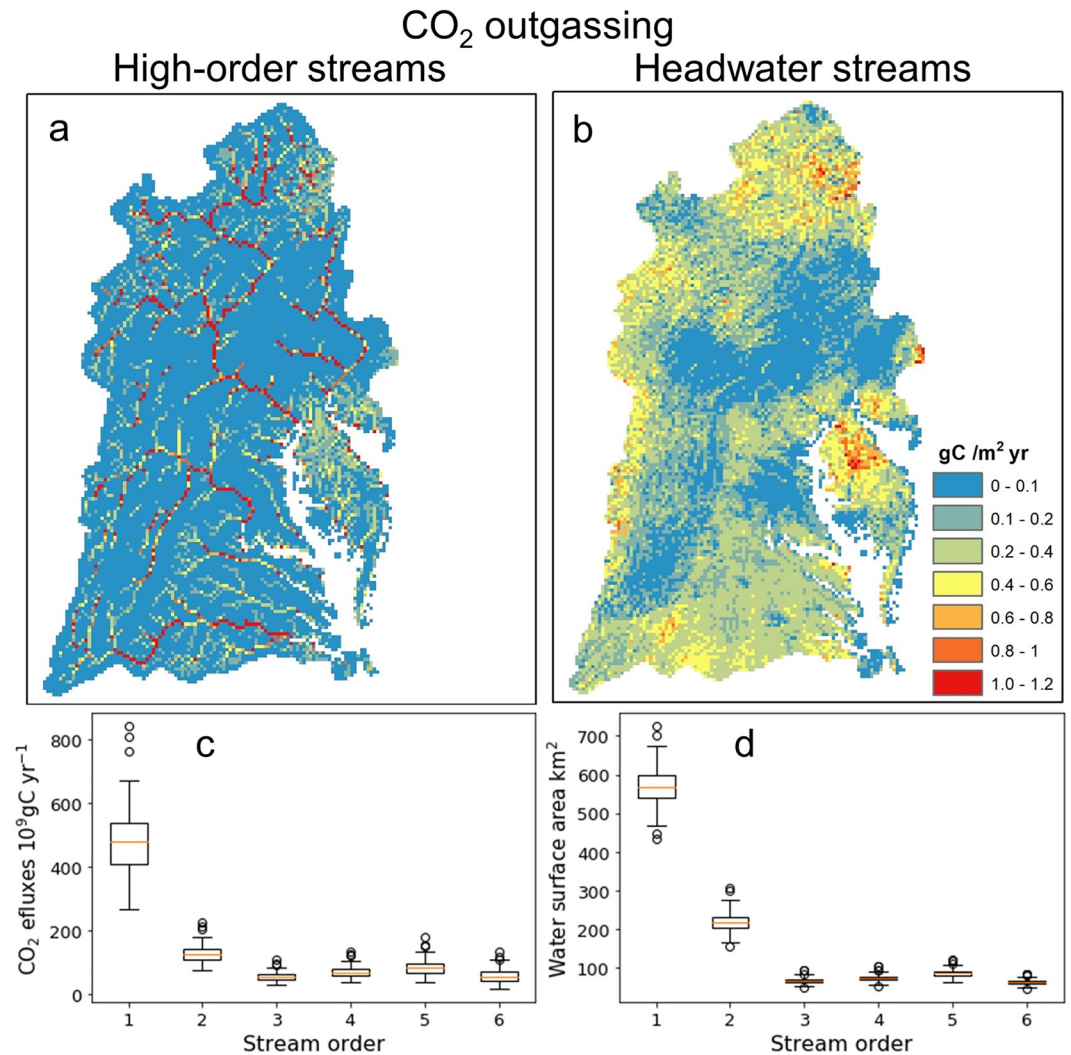 CO₂ outgassing
High-order streams
Headwater streams
a
b
gC /m² yr
0 - 0.1
0.1 - 0.2
0.2 - 0.4
0.4 - 0.6
0.6 - 0.8
0.8 - 1
1.0 - 1.2
c
CO₂ efluxes 10⁹gC yr⁻¹
800
600
400
200
0
1 2 3 4 5 6
Stream order
d
Water surface area km²
700
600
500
400
300
200
100
1 2 3 4 5 6
Stream order